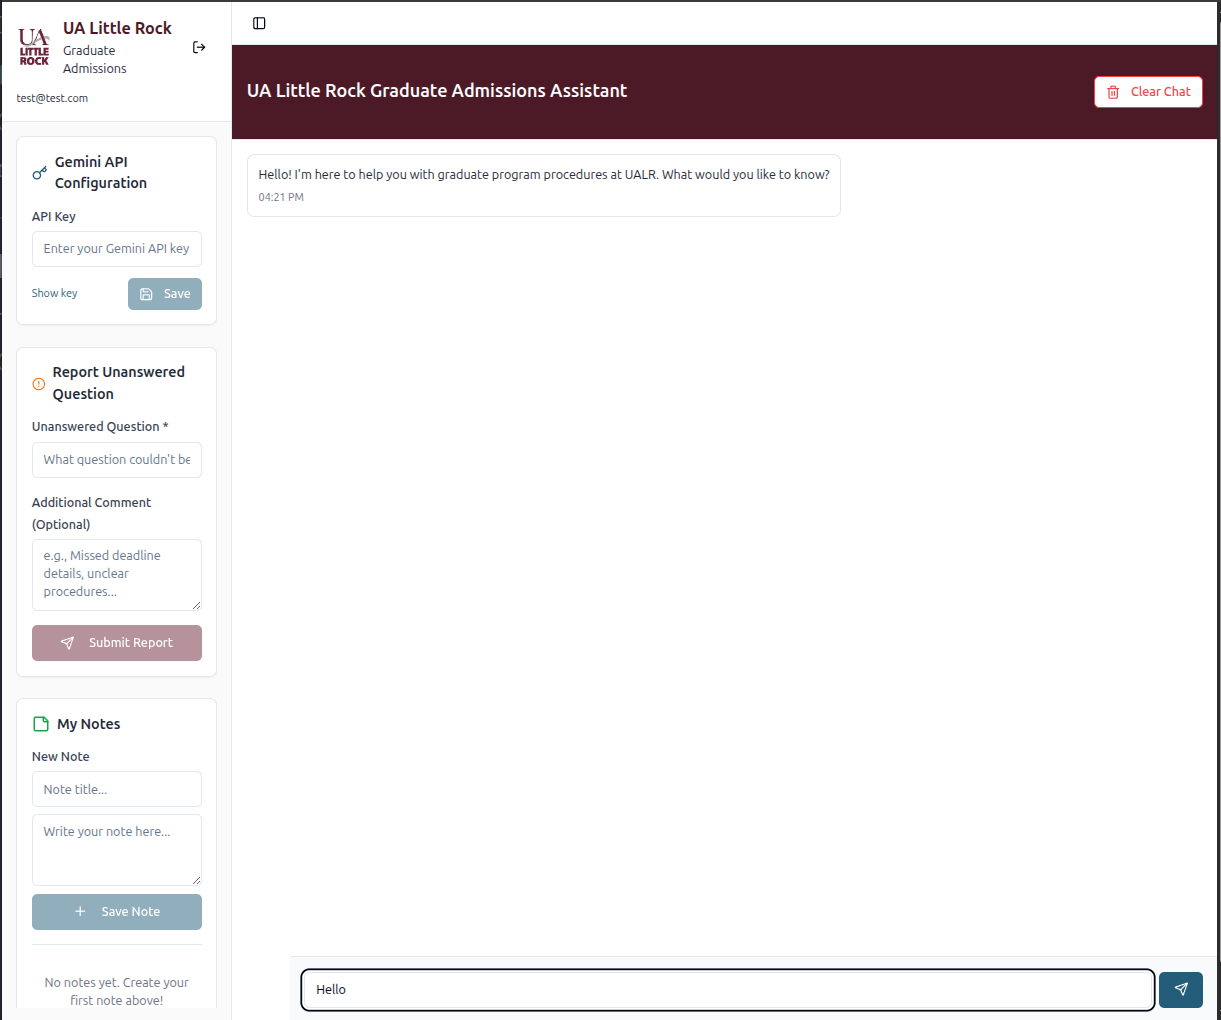 UA
LITTLE
ROCK
UA Little Rock
Graduate
Admissions
test@test.com
Gemini API
Configuration
API Key
Enter your Gemini API key
Show key
Save
Report Unanswered
Question
Unanswered Question *
What question couldn't be
Additional Comment
(Optional)
e.g., Missed deadline
details, unclear
procedures...
Submit Report
My Notes
New Note
Note title...
Write your note here...
Save Note
No notes yet. Create your
first note above!
UA Little Rock Graduate Admissions Assistant
Clear Chat
Hello! I'm here to help you with graduate program procedures at UALR. What would you like to know?
04:21 PM
Hello